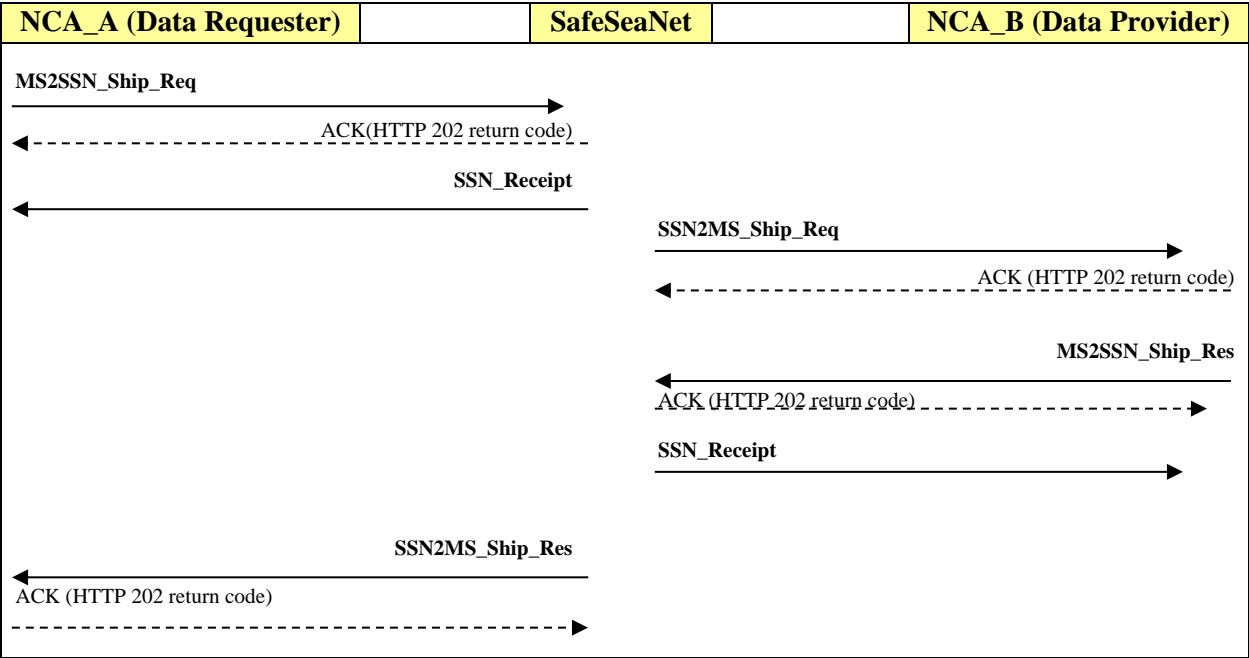 NCA_A (Data Requester)
SafeSeaNet
NCA_B (Data Provider)
MS2SSN_Ship_Req
ACK(HTTP 202 return code)
SSN_Receipt
SSN2MS_Ship_Req
ACK (HTTP 202 return code)
MS2SSN_Ship_Res
ACK (HTTP 202 return code)
SSN_Receipt
SSN2MS_Ship_Res
ACK (HTTP 202 return code)